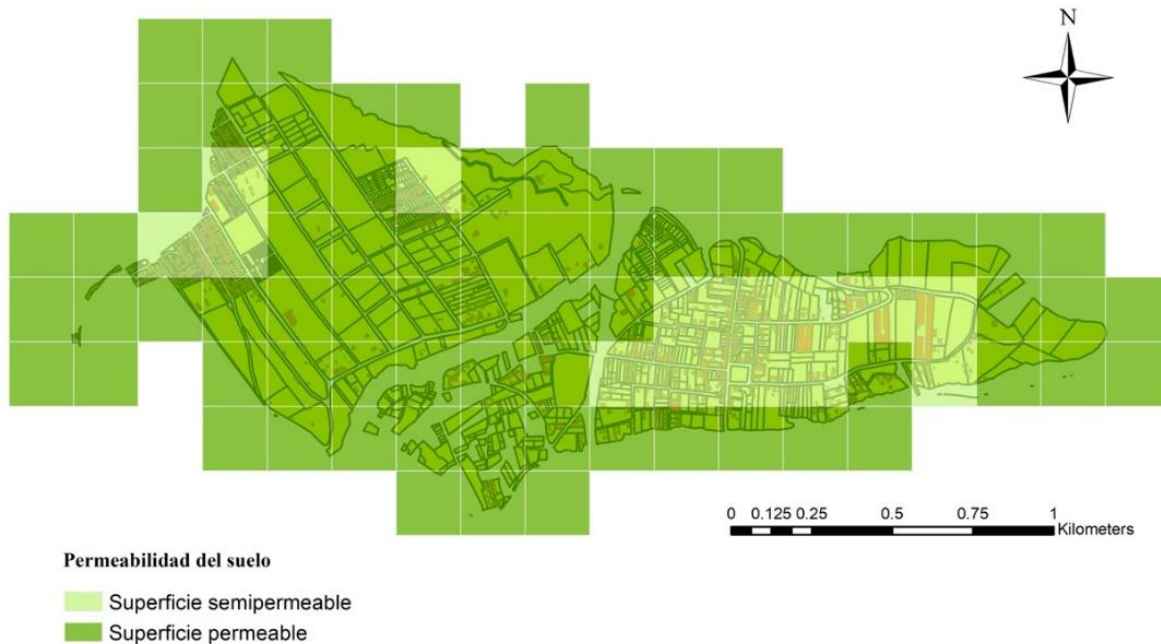 N
0 0.125 0.25 0.5 0.75 1
Kilometers
Permeabilidad del suelo
Superficie semipermeable
Superficie permeable